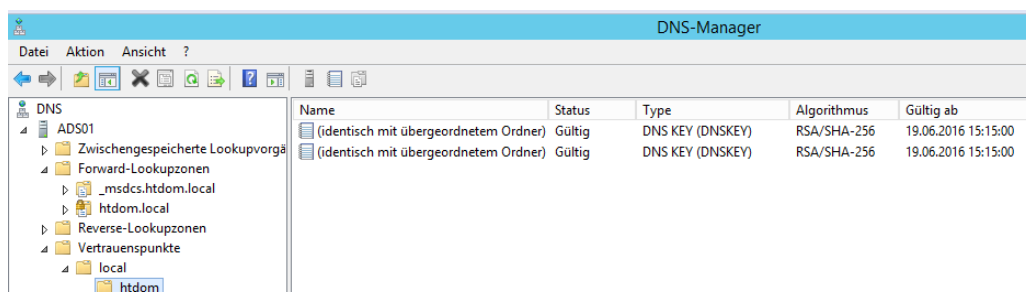 DNS-Manager
Datei Aktion Ansicht ?
DNS
ADS01
Zwischengespeicherte Lookupvorgä
Forward-Lookupzonen
_msdcs.htdom.local
htdom.local
Reverse-Lookupzonen
Vertrauenspunkte
local
htdom
Name Status Type Algorithmus Gültig ab
(identisch mit übergeordnetem Ordner) Gültig DNS KEY (DNSKEY) RSA/SHA-256 19.06.2016 15:15:00
(identisch mit übergeordnetem Ordner) Gültig DNS KEY (DNSKEY) RSA/SHA-256 19.06.2016 15:15:00